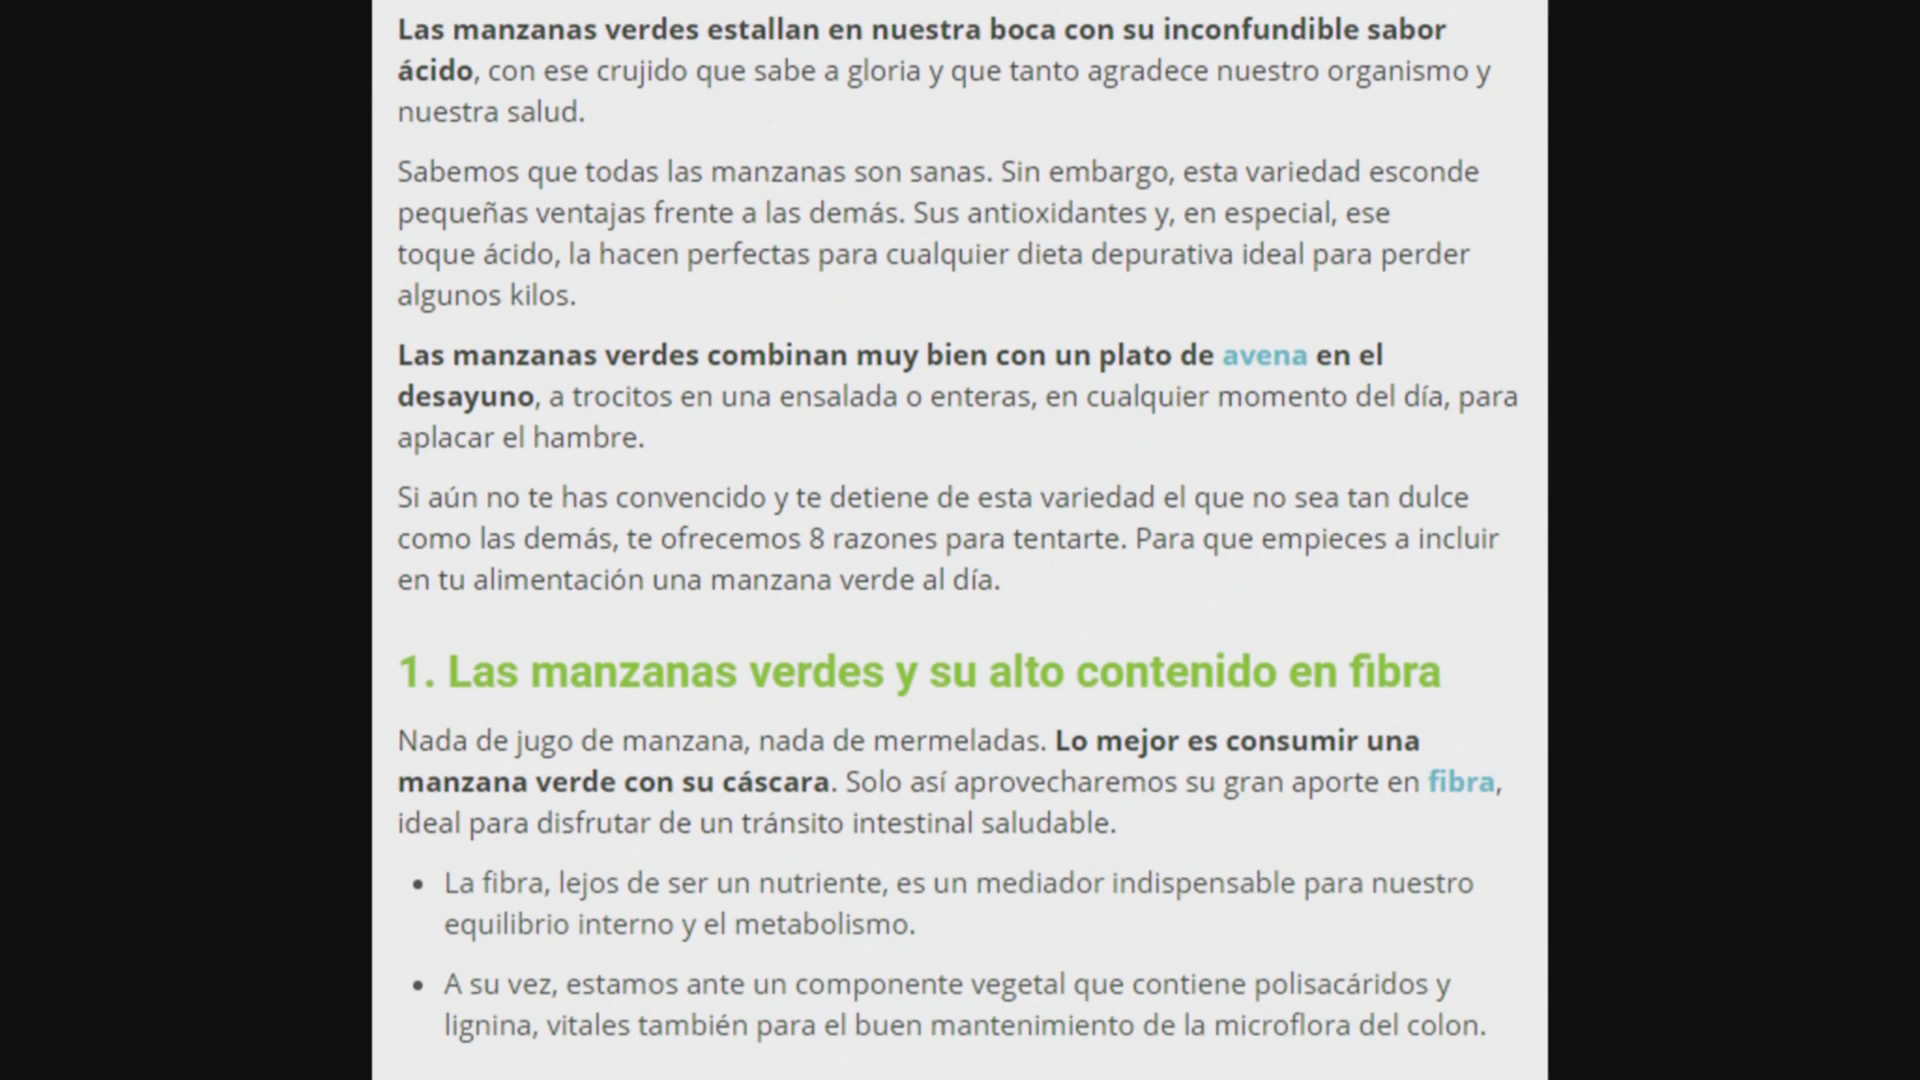 Las manzanas verdes estallan en nuestra boca con su inconfundible sabor
ácido, con ese crujido que sabe a gloria y que tanto agradece nuestro organismo y
nuestra salud.
Sabemos que todas las manzanas son sanas. Sin embargo, esta variedad esconde
pequeñas ventajas frente a las demás. Sus antioxidantes y, en especial, ese
toque ácido, la hacen perfectas para cualquier dieta depurativa ideal para perder
algunos kilos.
Las manzanas verdes combinan muy bien con un plato de avena en el
desayuno, a trocitos en una ensalada o enteras, en cualquier momento del día, para
aplacar el hambre.
Si aún no te has convencido y te detiene de esta variedad el que no sea tan dulce
como las demás, te ofrecemos 8 razones para tentarte. Para que empieces a incluir
en tu alimentación una manzana verde al día.
1. Las manzanas verdes y su alto contenido en fibra
Nada de jugo de manzana, nada de mermeladas. Lo mejor es consumir una
manzana verde con su cáscara. Solo así aprovecharemos su gran aporte en fibra,
ideal para disfrutar de un tránsito intestinal saludable.
• La fibra, lejos de ser un nutriente, es un mediador indispensable para nuestro
equilibrio interno y el metabolismo.
• A su vez, estamos ante un componente vegetal que contiene polisacáridos y
lignina, vitales también para el buen mantenimiento de la microflora del colon.